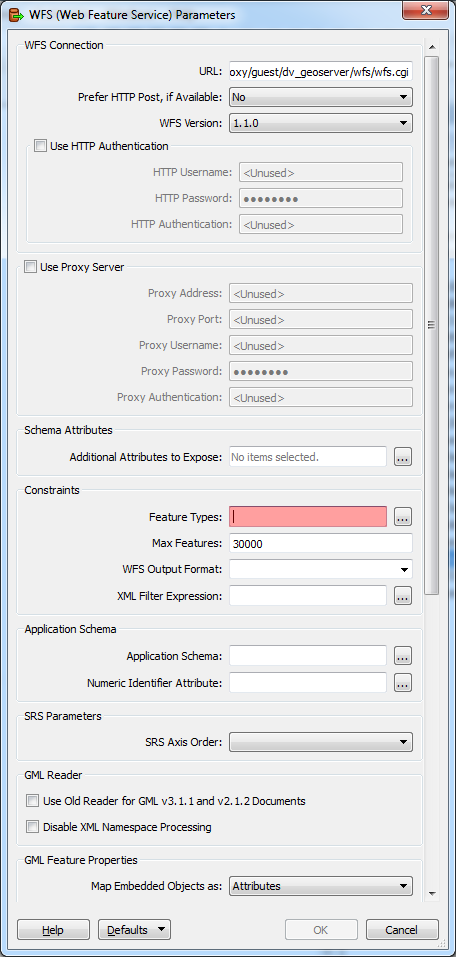 WFS (Web Feature Service) Parameters
WFS Connection
URL: oxy/guest/dv_geoserver/wfs/wfs.cgi
Prefer HTTP Post, if Available: No
WFS Version: 1.1.0
Use HTTP Authentication
HTTP Username: <Unused>
HTTP Password: ●●●●●●●●
HTTP Authentication: <Unused>
Use Proxy Server
Proxy Address: <Unused>
Proxy Port: <Unused>
Proxy Username: <Unused>
Proxy Password: ●●●●●●●●
Proxy Authentication: <Unused>
Schema Attributes
Additional Attributes to Expose: No items selected. ...
Constraints
Feature Types: ...
Max Features: 30000
WFS Output Format:
XML Filter Expression: ...
Application Schema
Application Schema: ...
Numeric Identifier Attribute: ...
SRS Parameters
SRS Axis Order:
GML Reader
Use Old Reader for GML v3.1.1 and v2.1.2 Documents
Disable XML Namespace Processing
GML Feature Properties
Map Embedded Objects as: Attributes
Help Defaults OK Cancel